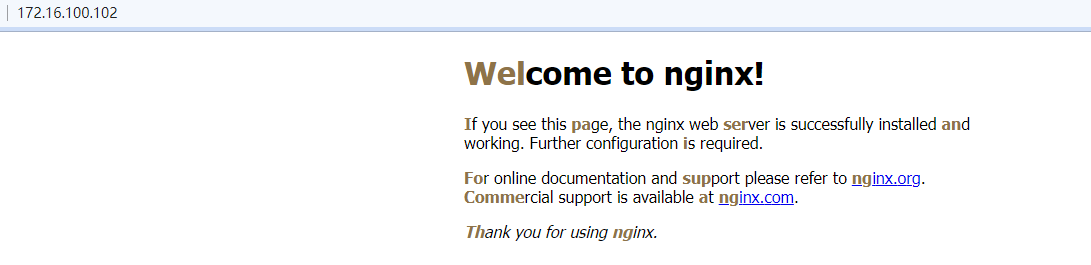 172.16.100.102
Welcome to nginx!
If you see this page, the nginx web server is successfully installed and
working. Further configuration is required.
For online documentation and support please refer to nginx.org.
Commercial support is available at nginx.com.
Thank you for using nginx.